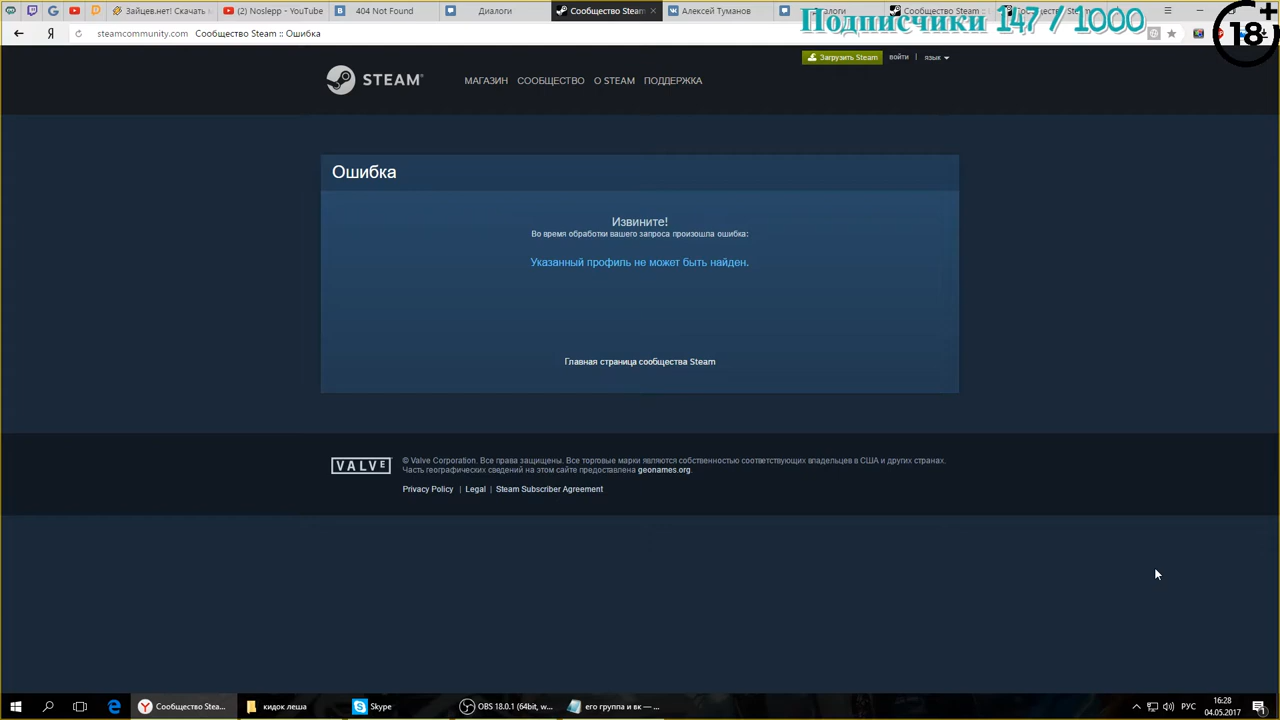 Зайцев.нет! Скачать
(2) Noslepp - YouTube
404 Not Found
Диалоги
Сообщество Steam
Алексей Туманов
Сообщество Steam ::
Подписчики 147 / 1000
18+
steamcommunity.com Сообщество Steam :: Ошибка
Загрузить Steam
войти
язык
STEAM
МАГАЗИН СООБЩЕСТВО О STEAM ПОДДЕРЖКА
Ошибка
Извините!
Во время обработки вашего запроса произошла ошибка:
Указанный профиль не может быть найден.
Главная страница сообщества Steam
VALVE
© Valve Corporation. Все права защищены. Все торговые марки являются собственностью соответствующих владельцев в США и других странах.
Часть географических сведений на этом сайте предоставлена geonames.org.
Privacy Policy | Legal | Steam Subscriber Agreement
Сообщество Stea...
кидок леша
Skype
OBS 18.0.1 (64bit, w...
его группа и вк — ...
РУС
16:28
04.05.2017